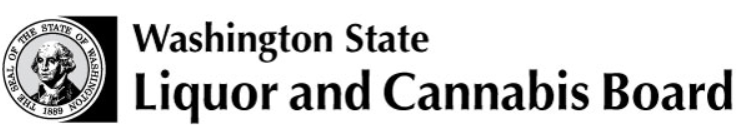 THE SEAL OF THE STATE OF WASHINGTON
1889
Washington State
Liquor and Cannabis Board